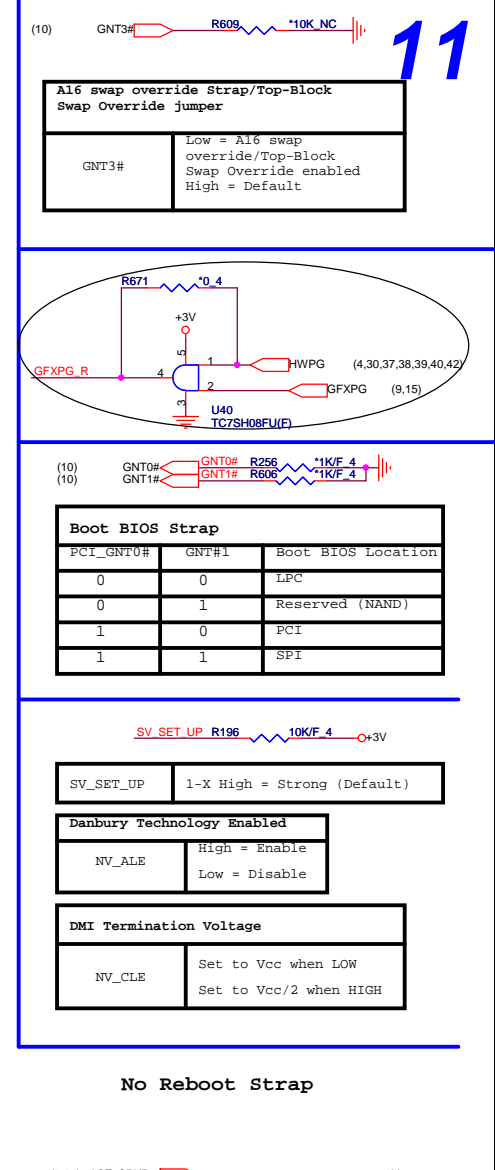 (10) GNT3# R609 *10K_NC
11
A16 swap override Strap/Top-Block
Swap Override jumper
GNT3#
Low = A16 swap
override/Top-Block
Swap Override enabled
High = Default
R671 *0_4
+3V
5
GFXPG_R 4 1 HWPG (4,30,37,38,39,40,42)
2 GFXPG (9,15)
3
U40
TC7SH08FU(F)
(10) GNT0# GNT0# R256 *1K/F_4
(10) GNT1# GNT1# R606 *1K/F_4
Boot BIOS Strap
PCI_GNT0# GNT#1 Boot BIOS Location
0 0 LPC
0 1 Reserved (NAND)
1 0 PCI
1 1 SPI
SV_SET_UP R196 10K/F_4 +3V
SV_SET_UP 1-X High = Strong (Default)
Danbury Technology Enabled
NV_ALE
High = Enable
Low = Disable
DMI Termination Voltage
NV_CLE
Set to Vcc when LOW
Set to Vcc/2 when HIGH
No Reboot Strap